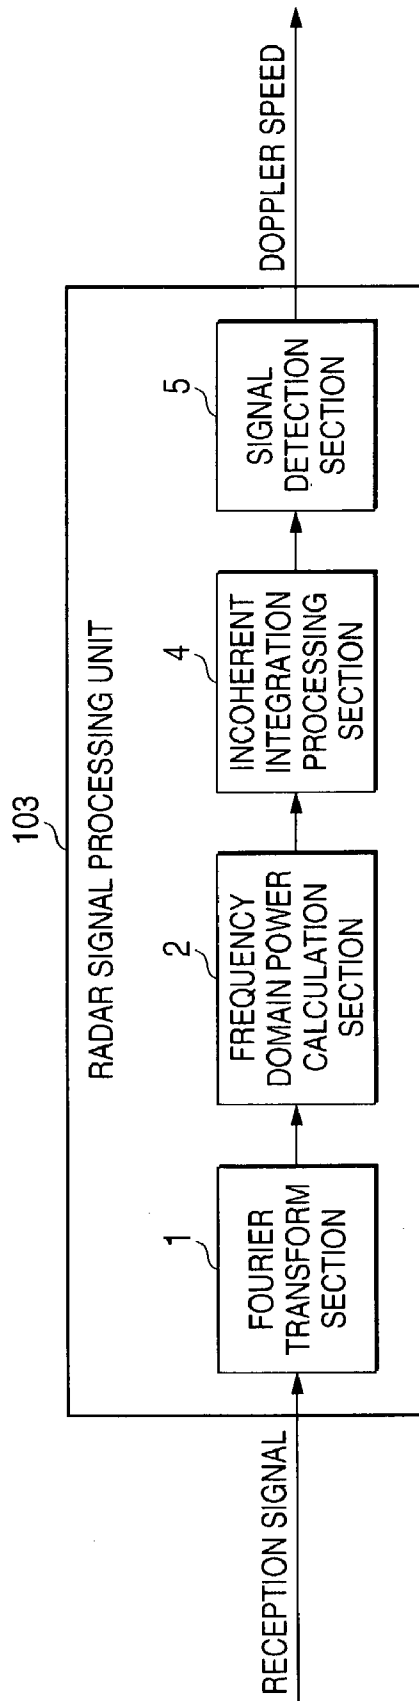 103
RADAR SIGNAL PROCESSING UNIT
RECEPTION SIGNAL
1
FOURIER
TRANSFORM
SECTION
2
FREQUENCY
DOMAIN POWER
CALCULATION
SECTION
4
INCOHERENT
INTEGRATION
PROCESSING
SECTION
5
SIGNAL
DETECTION
SECTION
DOPPLER SPEED